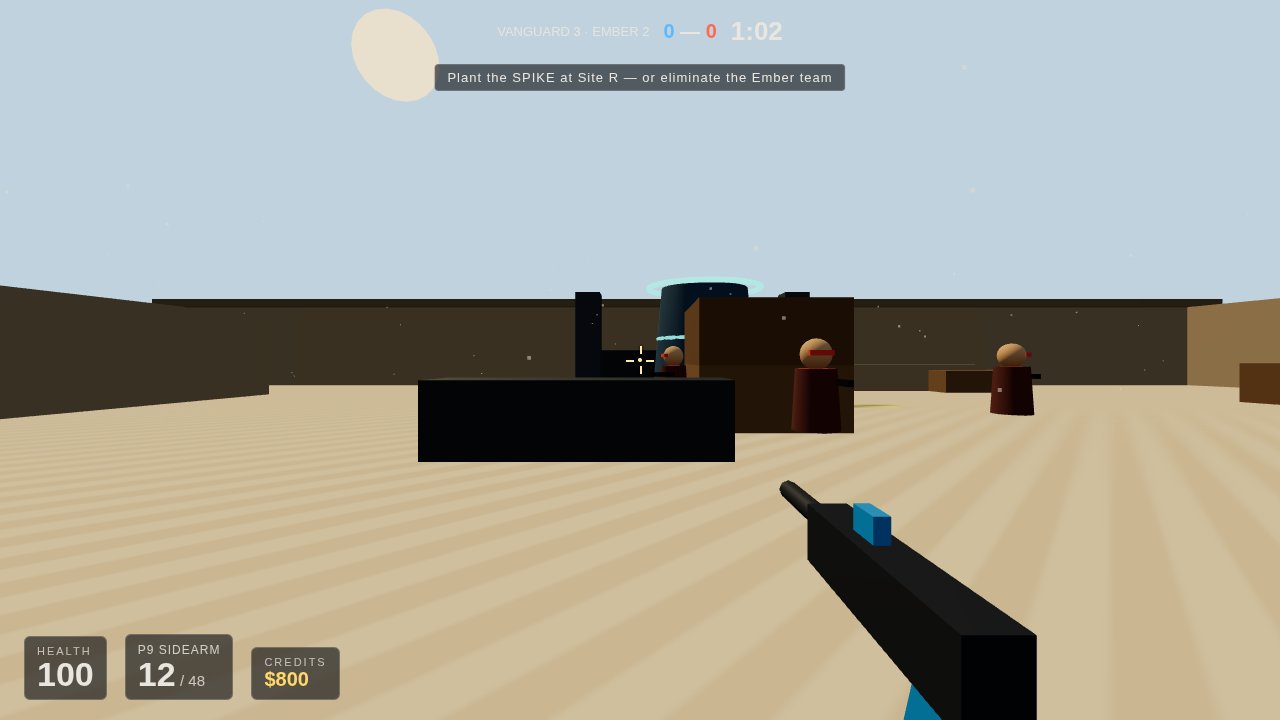 VANGUARD 3 · EMBER 2 0 — 0 1:02
Plant the SPIKE at Site R — or eliminate the Ember team
HEALTH
100
P9 SIDEARM
12 / 48
CREDITS
$800